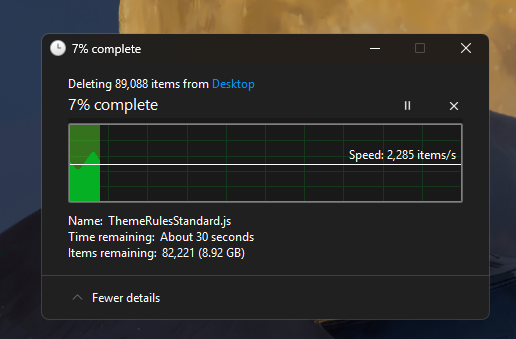 7% complete
Deleting 89,088 items from Desktop
7% complete
Speed: 2,285 items/s
Name: ThemeRulesStandard.js
Time remaining: About 30 seconds
Items remaining: 82,221 (8.92 GB)
Fewer details